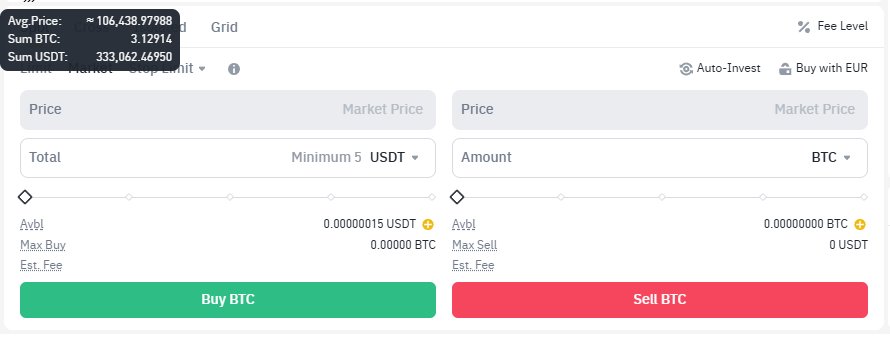 Avg.Price: ≈ 106,438.97988
Sum BTC: 3.12914
Sum USDT: 333,062.46950
Grid
Fee Level
Limit Market Stop Limit
Auto-Invest
Buy with EUR
Price Market Price
Total Minimum 5 USDT
Avbl 0.00000015 USDT
Max Buy 0.00000 BTC
Est. Fee
Buy BTC
Price Market Price
Amount BTC
Avbl 0.00000000 BTC
Max Sell 0 USDT
Est. Fee
Sell BTC